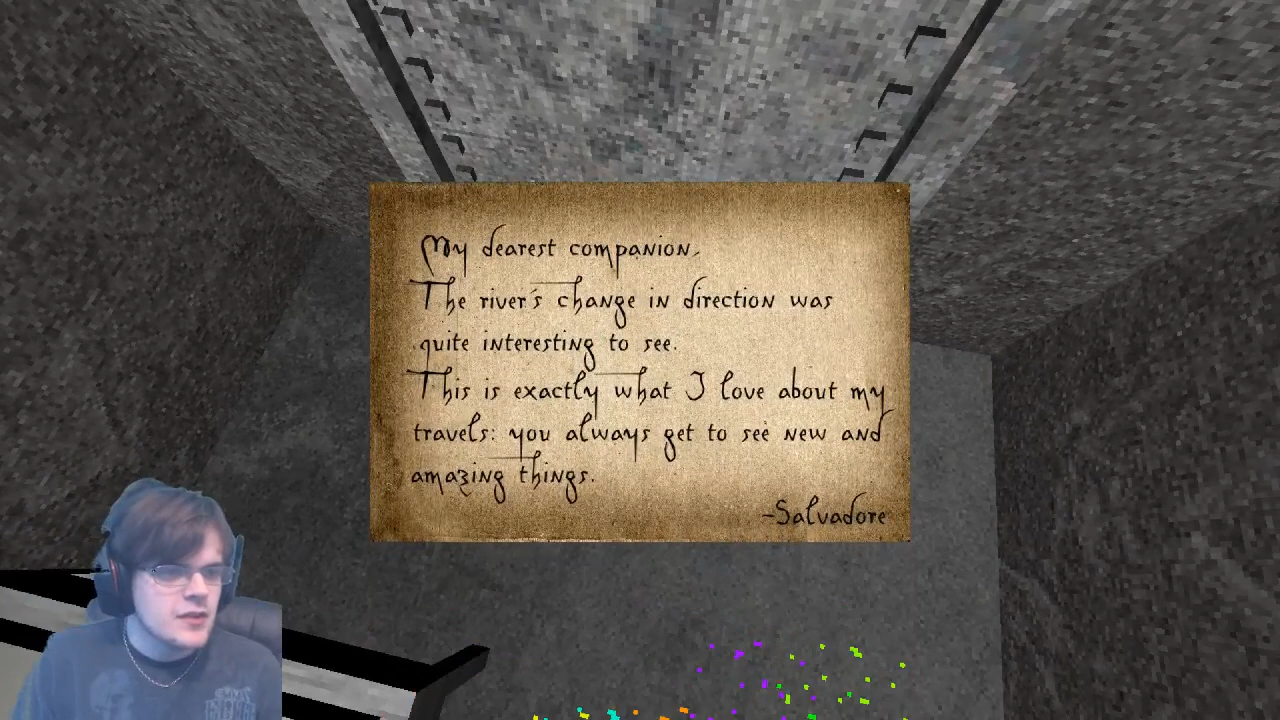 My dearest companion,
The river's change in direction was
quite interesting to see.
This is exactly what I love about my
travels: you always get to see new and
amazing things.
-Salvadore